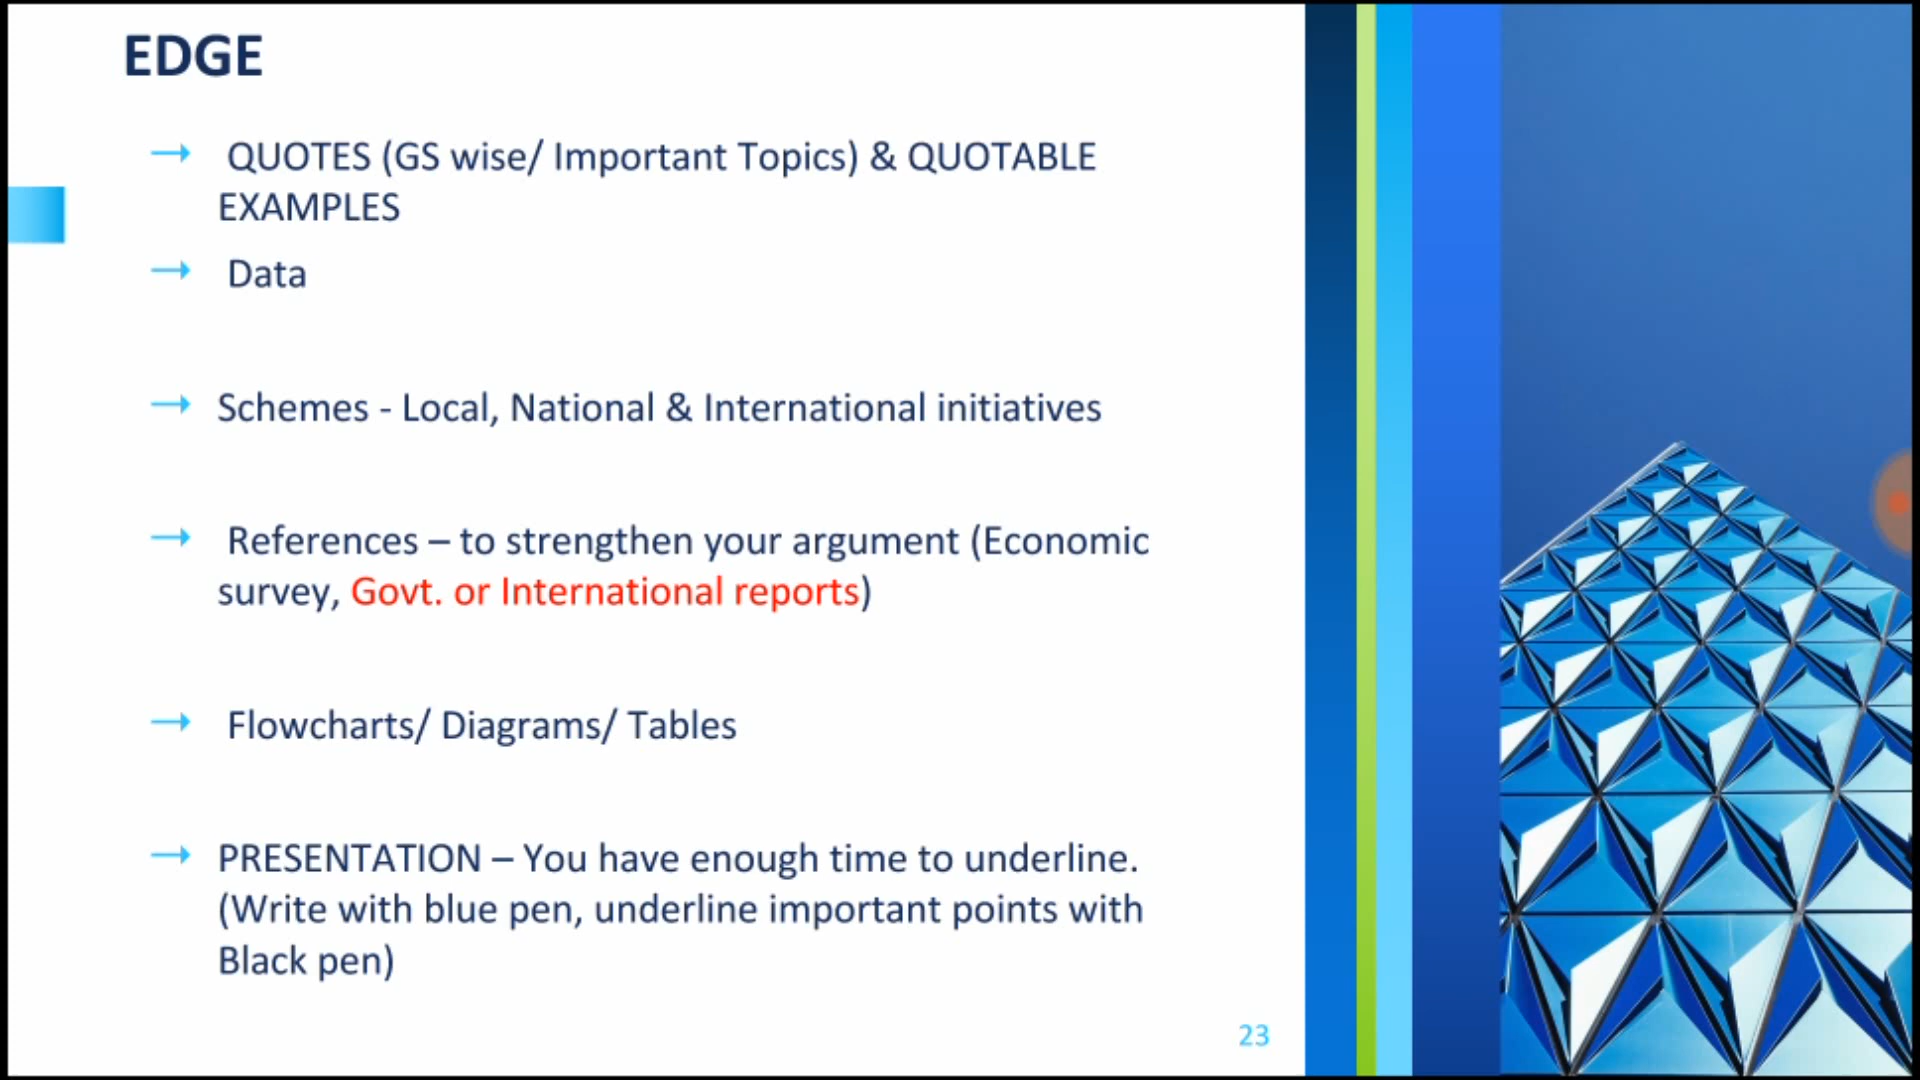 EDGE
QUOTES (GS wise/ Important Topics) & QUOTABLE
EXAMPLES
Data
Schemes - Local, National & International initiatives
References – to strengthen your argument (Economic
survey, Govt. or International reports)
Flowcharts/ Diagrams/ Tables
PRESENTATION – You have enough time to underline.
(Write with blue pen, underline important points with
Black pen)
23